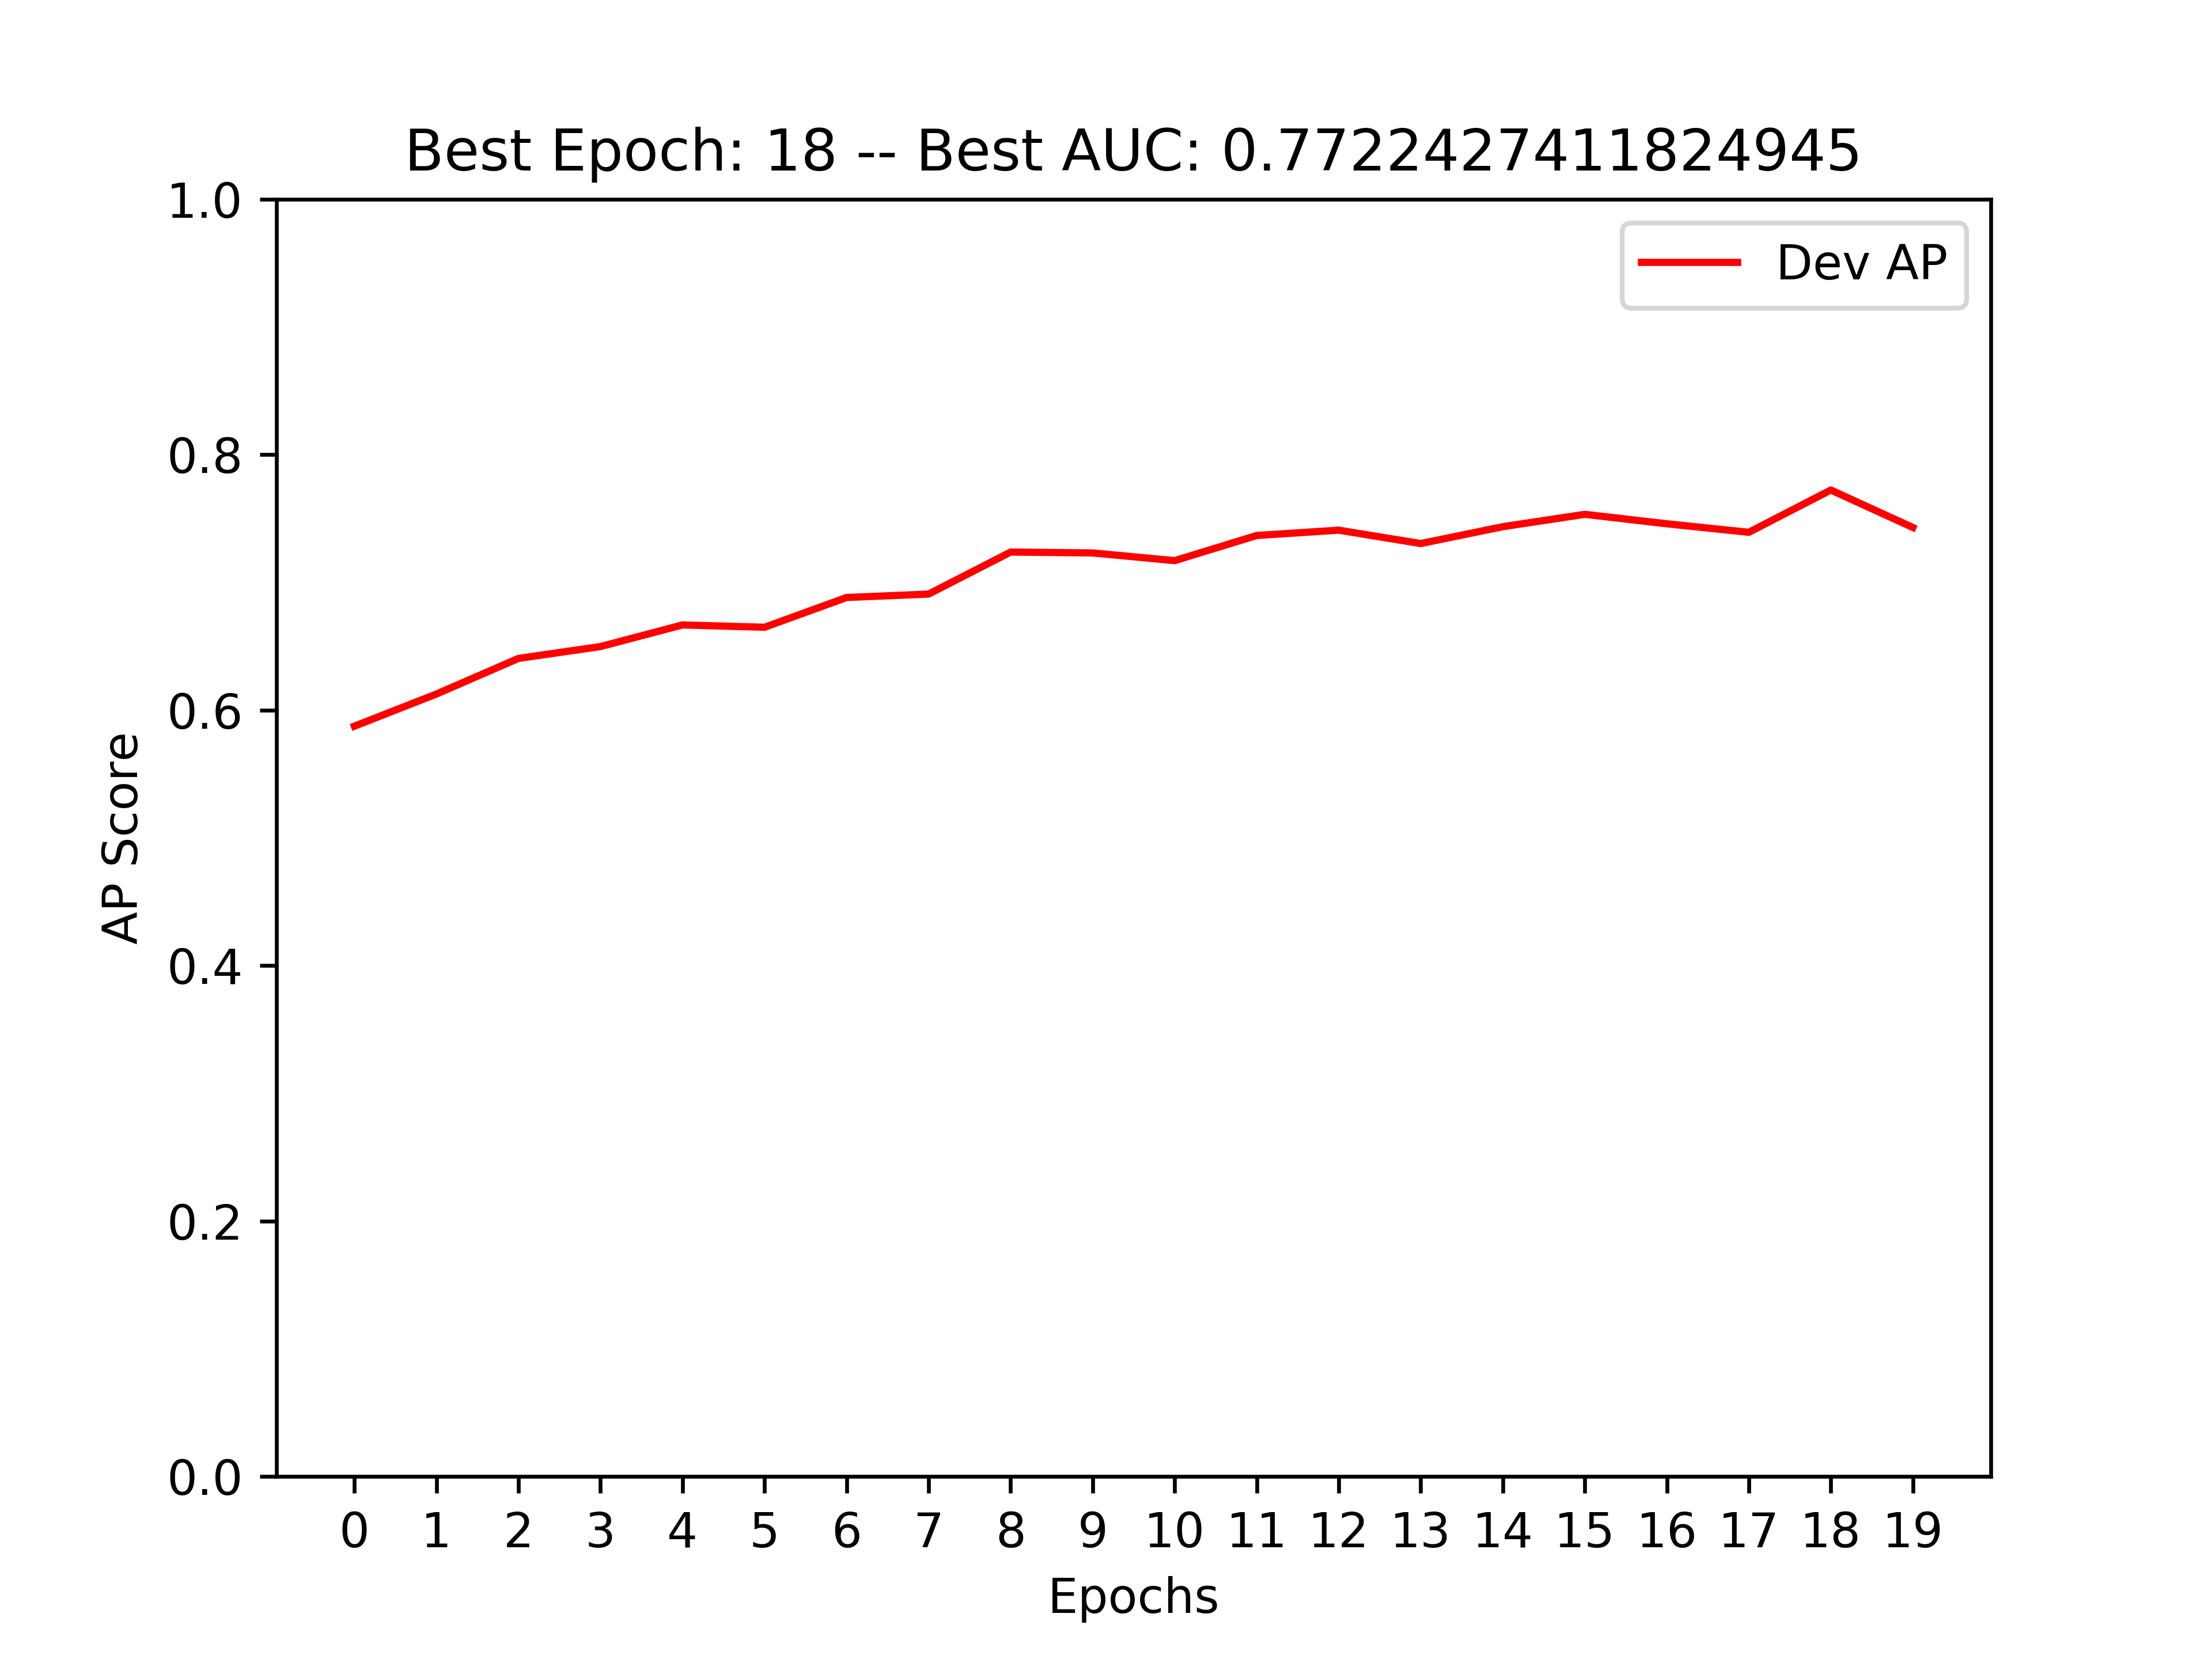 Best Epoch: 18 -- Best AUC: 0.7722427411824945
Dev AP
1.0
0.8
0.6
0.4
0.2
0.0
AP Score
0 1 2 3 4 5 6 7 8 9 10 11 12 13 14 15 16 17 18 19
Epochs